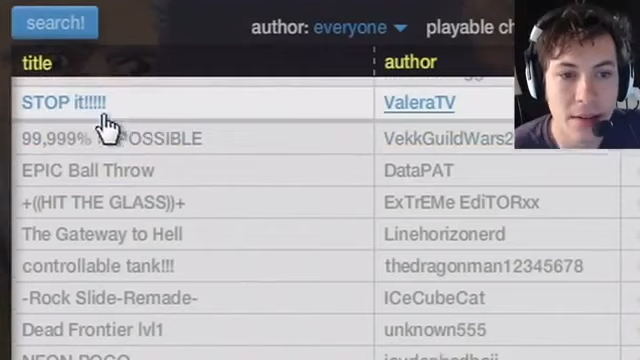 search!
author: everyone
playable ch
title
author
STOP it!!!!!
ValeraTV
99,999% POSSIBLE
VekkGuildWars2
EPIC Ball Throw
DataPAT
+((HIT THE GLASS))+
ExTrEMe EdiTORxx
The Gateway to Hell
Linehorizonerd
controllable tank!!!
thedragonman12345678
-Rock Slide-Remade-
ICeCubeCat
Dead Frontier lvl1
unknown555
NEON POGO